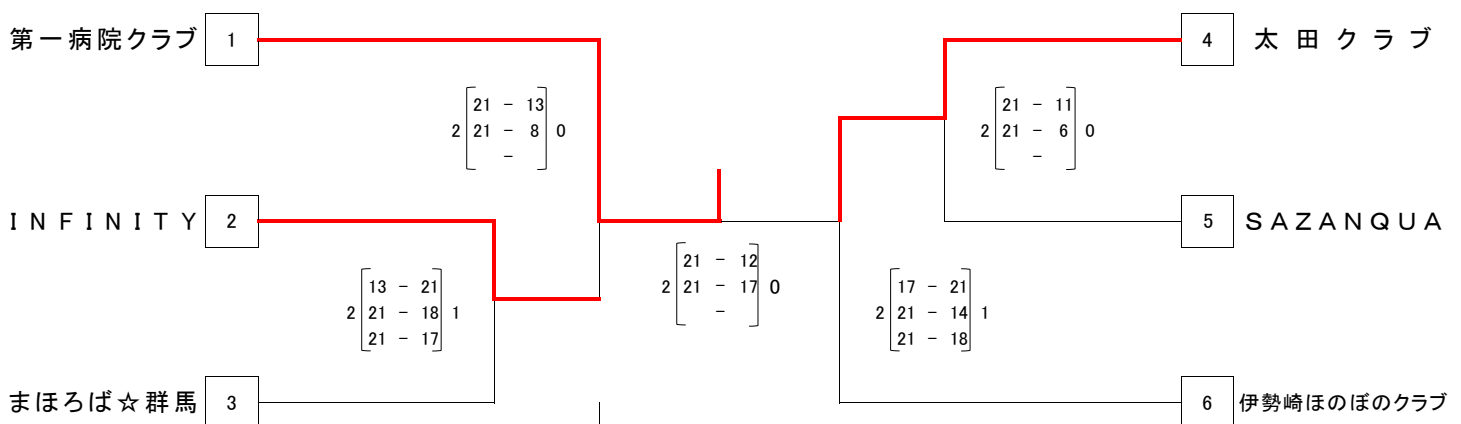 第一病院クラブ 1
4 太田クラブ
21 - 13
2 21 - 8 0
-
21 - 11
2 21 - 6 0
-
INFINITY 2
5 SAZANQUA
21 - 12
2 21 - 17 0
-
13 - 21
2 21 - 18 1
21 - 17
17 - 21
2 21 - 14 1
21 - 18
まほろば☆群馬 3
6 伊勢崎ほのぼのクラブ